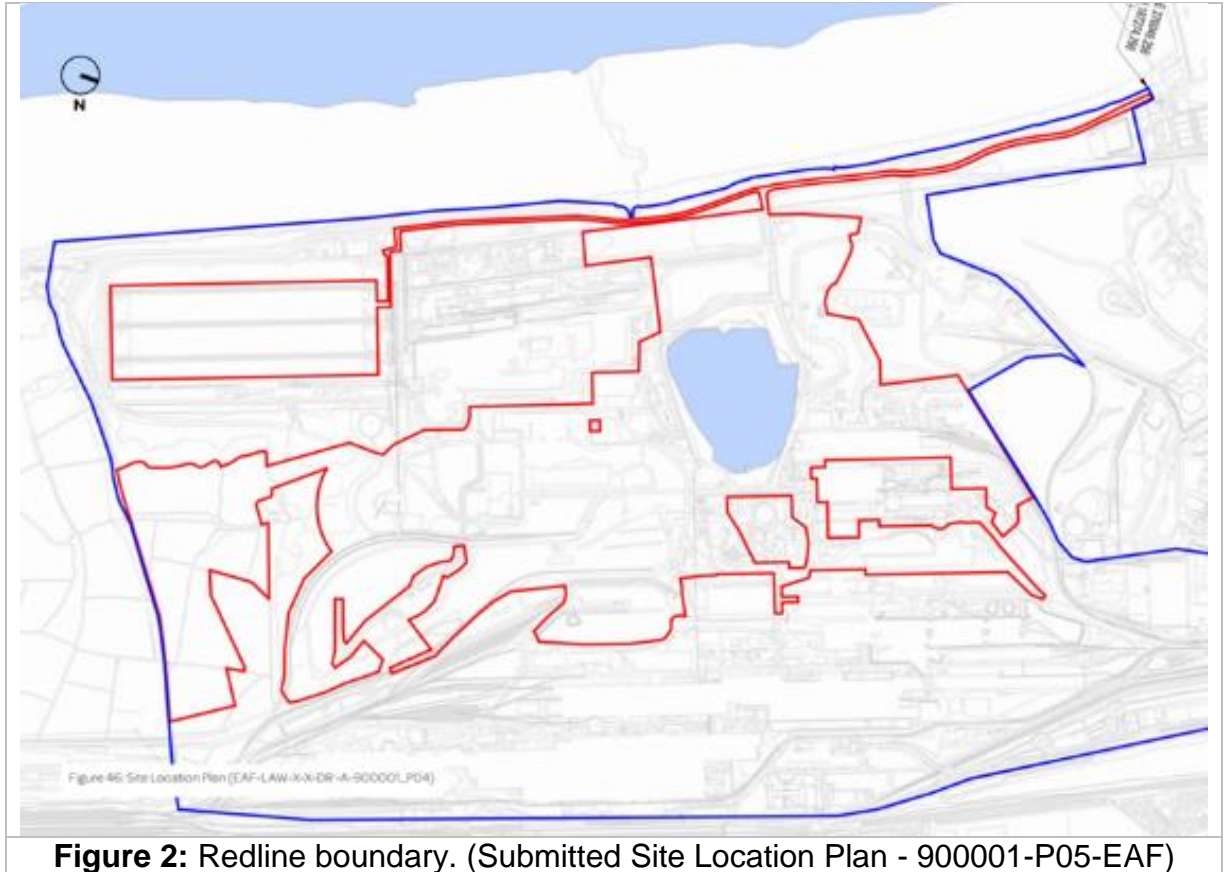 N
Figure 46: Site Location Plan (EAF-LAW-X-X-DR-A-900001_P04)
Figure 2: Redline boundary. (Submitted Site Location Plan - 900001-P05-EAF)